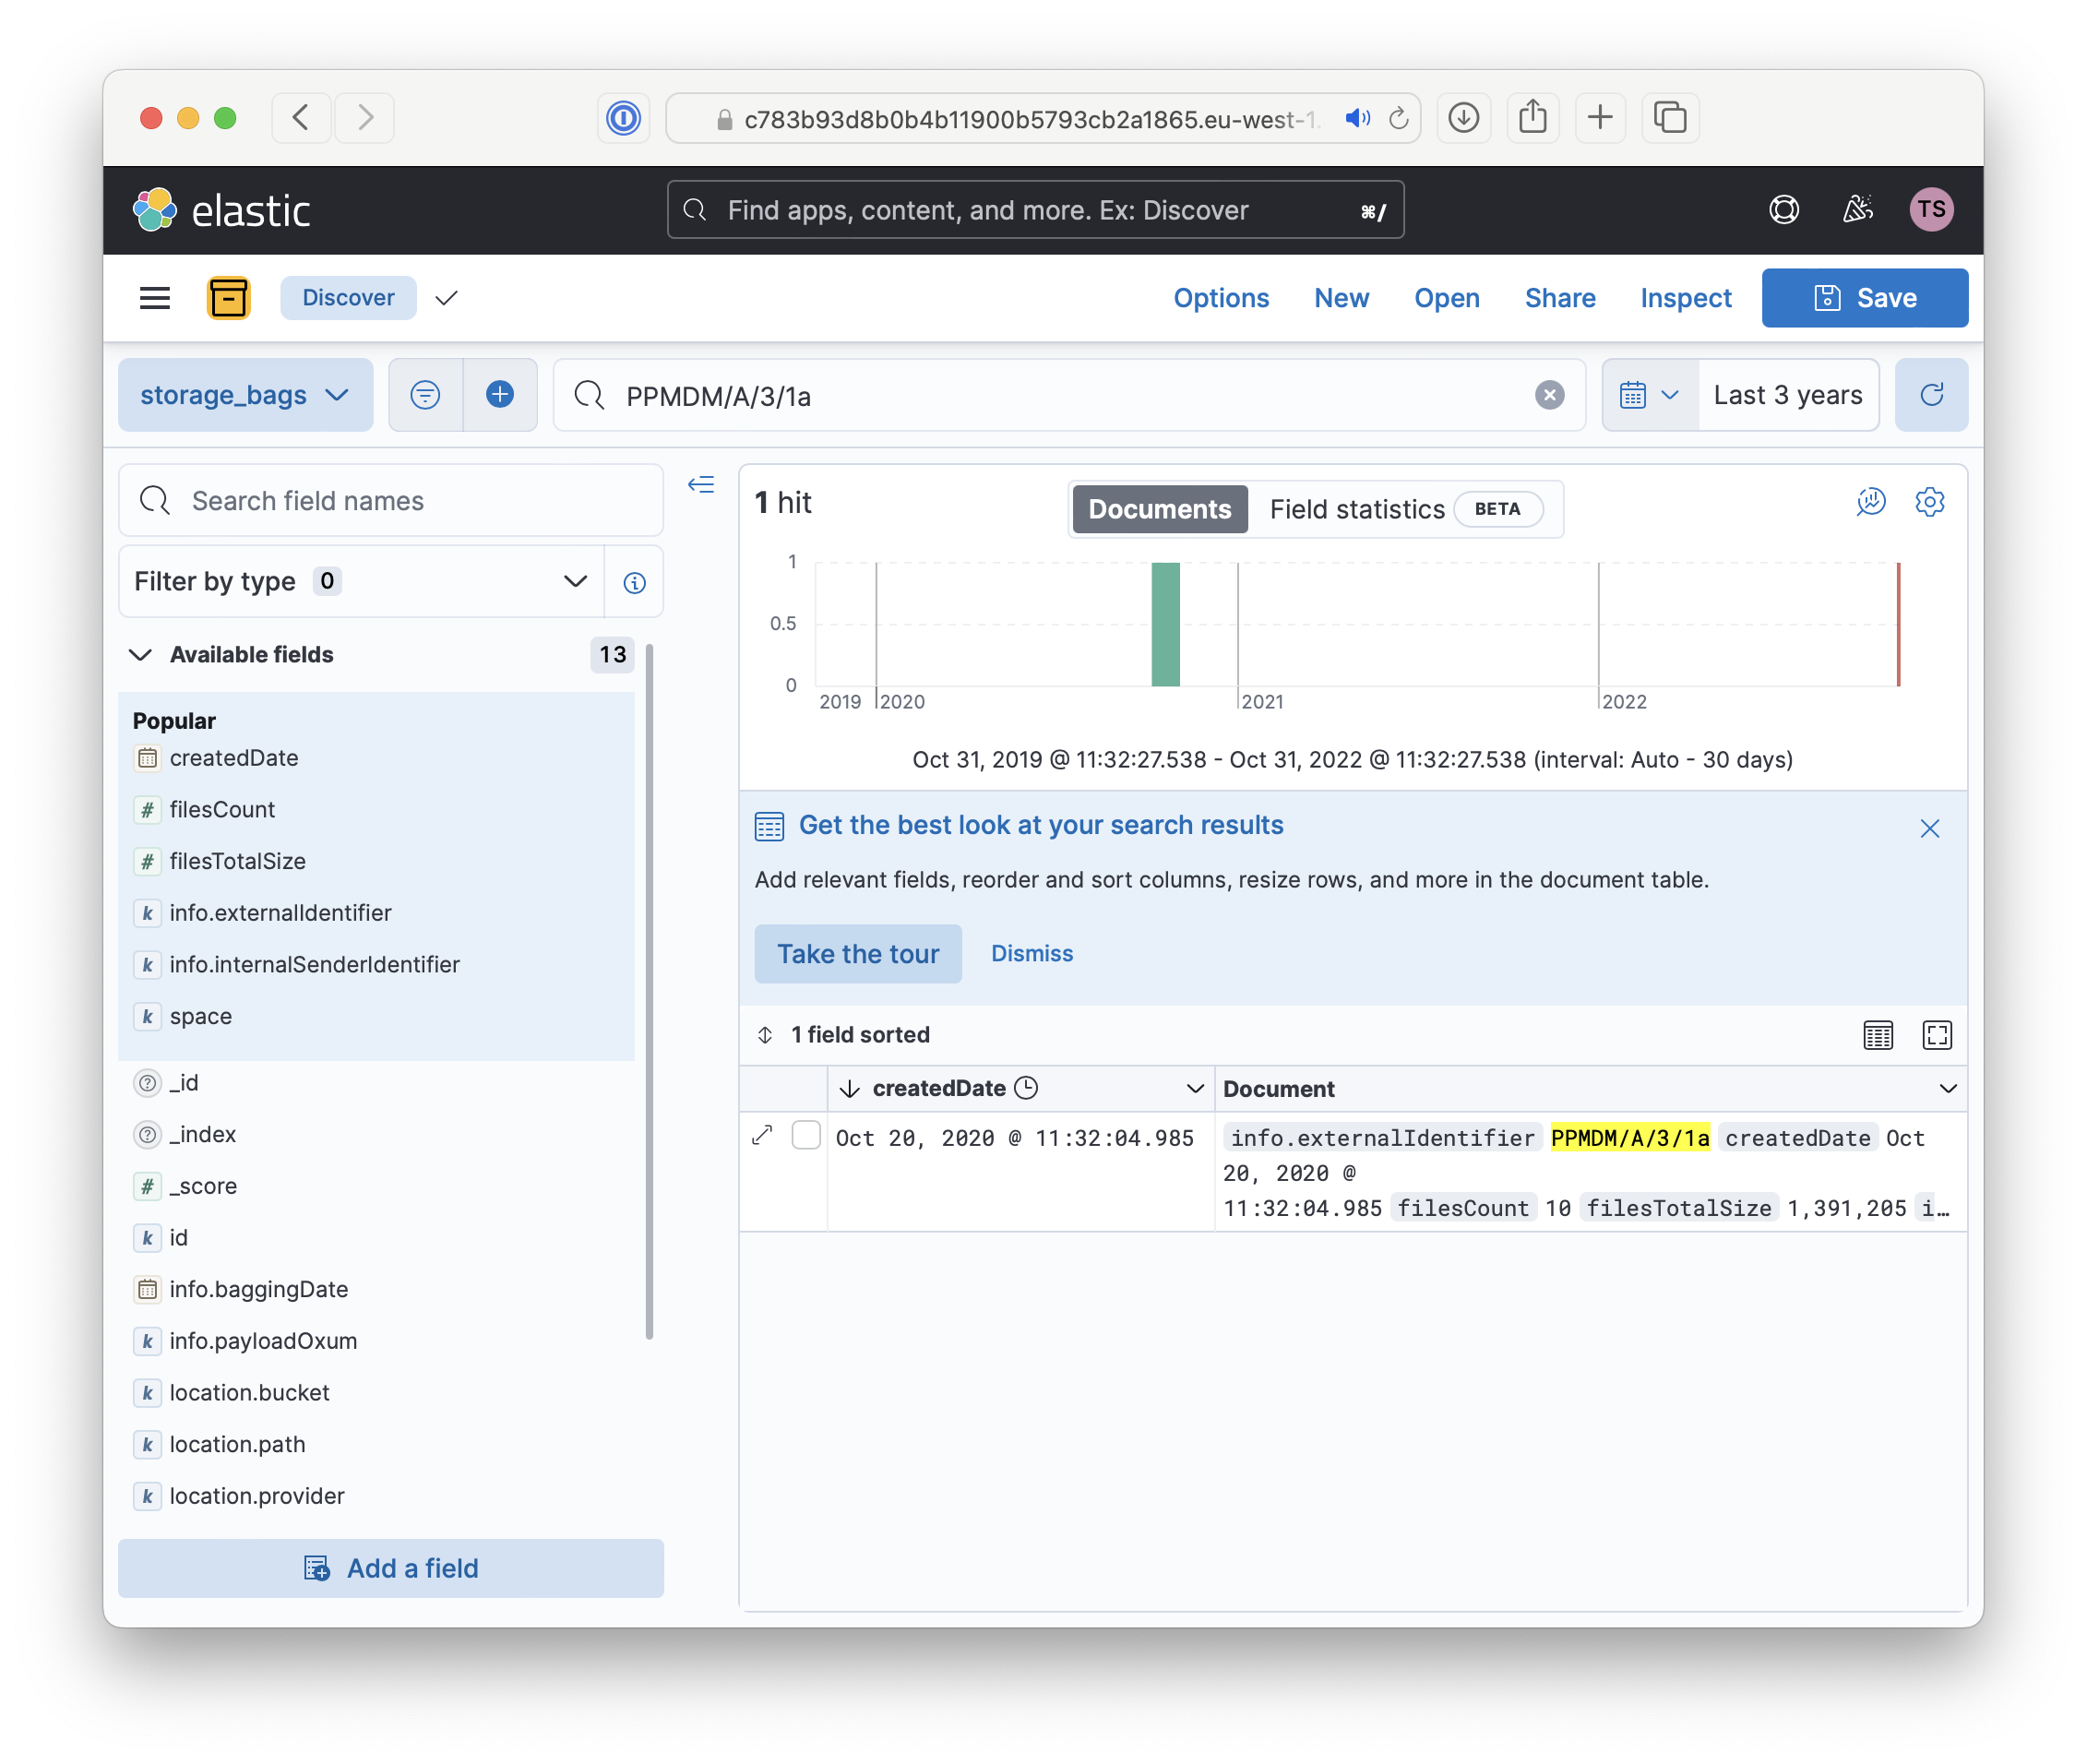 c783b93d8b0b4b11900b5793cb2a1865.eu-west-1.
elastic
Find apps, content, and more. Ex: Discover ⌘/
TS
Discover
Options New Open Share Inspect Save
storage_bags
PPMDM/A/3/1a
Last 3 years
Search field names
Filter by type 0
Available fields 13
Popular
createdDate
# filesCount
# filesTotalSize
k info.externalIdentifier
k info.internalSenderIdentifier
k space
? _id
? _index
# _score
k id
info.baggingDate
k info.payloadOxum
k location.bucket
k location.path
k location.provider
Add a field
1 hit
Documents Field statistics BETA
1
0.5
0
2019 2020 2021 2022
Oct 31, 2019 @ 11:32:27.538 - Oct 31, 2022 @ 11:32:27.538 (interval: Auto - 30 days)
Get the best look at your search results
Add relevant fields, reorder and sort columns, resize rows, and more in the document table.
Take the tour Dismiss
1 field sorted
createdDate Document
Oct 20, 2020 @ 11:32:04.985
info.externalIdentifier PPMDM/A/3/1a createdDate Oct
20, 2020 @
11:32:04.985 filesCount 10 filesTotalSize 1,391,205 i…